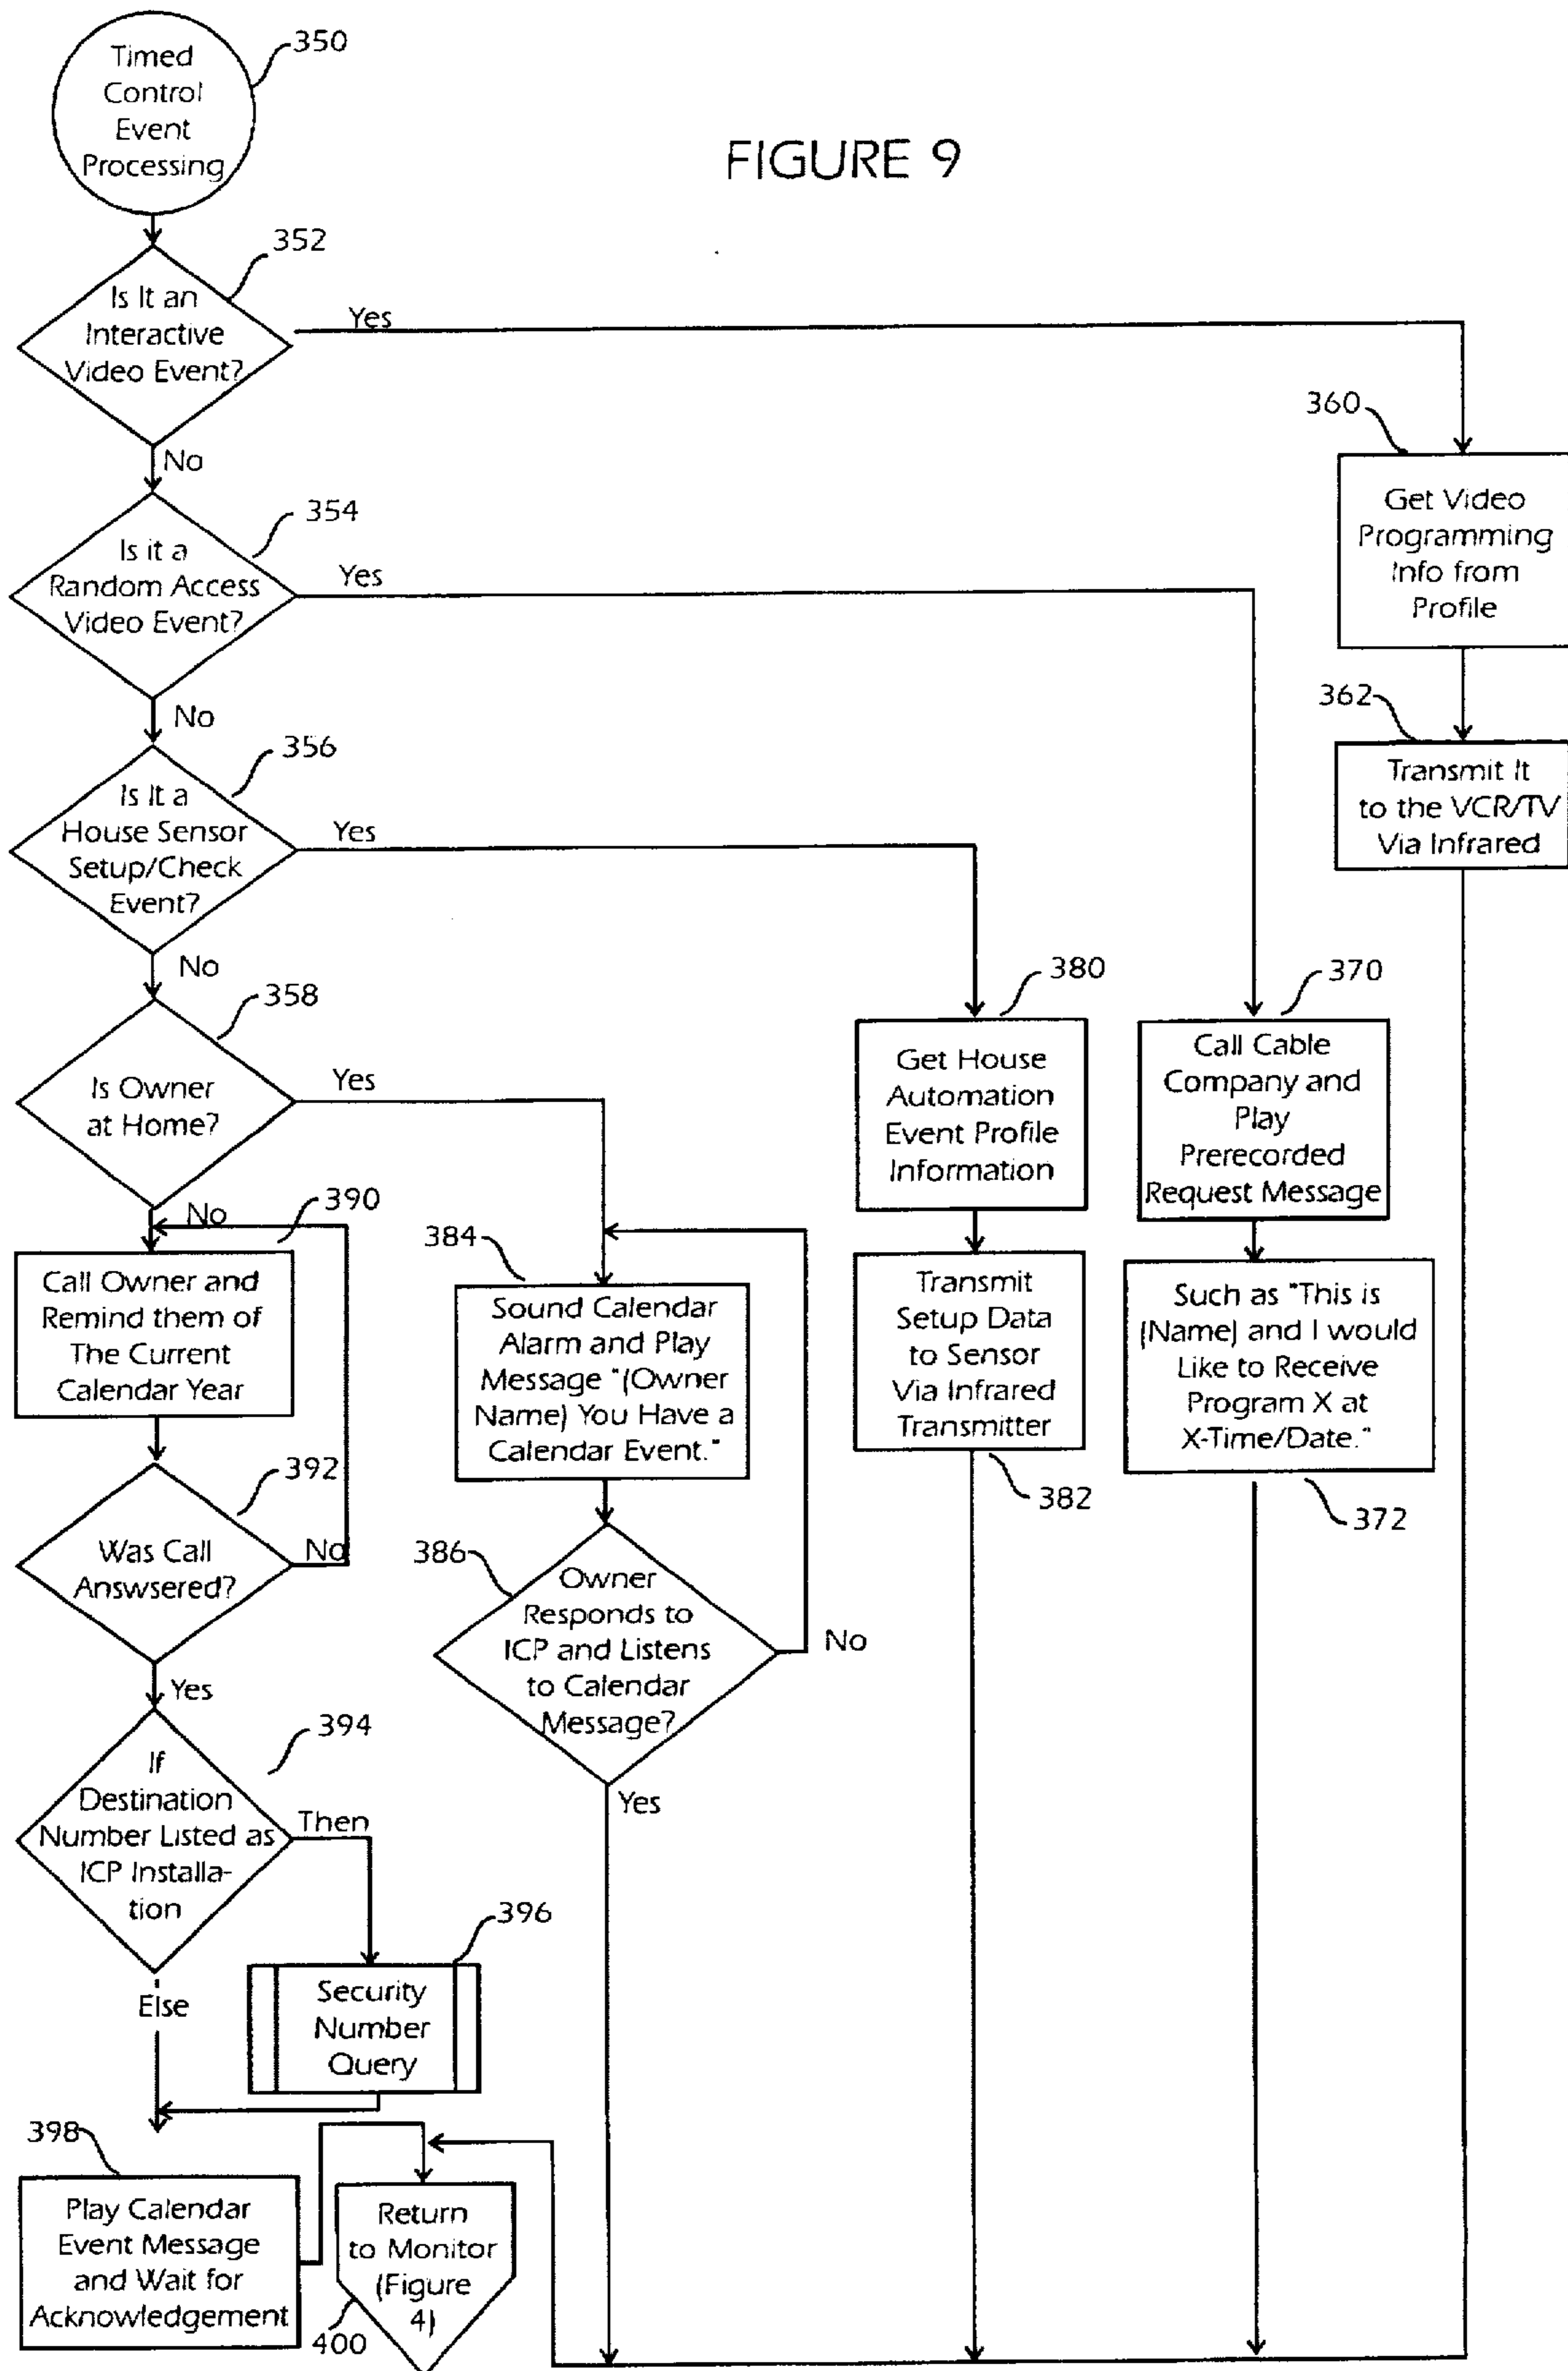 FIGURE 9
350
Timed
Control
Event
Processing
352
Is It an
Interactive
Video Event?
Yes
No
354
Is it a
Random Access
Video Event?
Yes
No
356
Is It a
House Sensor
Setup/Check
Event?
Yes
No
358
Is Owner
at Home?
Yes
No
360
Get Video
Programming
Info from
Profile
362
Transmit It
to the VCR/TV
Via Infrared
370
Call Cable
Company and
Play
Prerecorded
Request Message
Such as "This is
(Name) and I would
Like to Receive
Program X at
X-Time/Date."
372
380
Get House
Automation
Event Profile
Information
Transmit
Setup Data
to Sensor
Via Infrared
Transmitter
382
384
Sound Calendar
Alarm and Play
Message "(Owner
Name) You Have a
Calendar Event."
386
Owner
Responds to
ICP and Listens
to Calendar
Message?
No
Yes
390
Call Owner and
Remind them of
The Current
Calendar Year
392
Was Call
Answsered?
No
Yes
394
If
Destination
Number Listed as
ICP Installa-
tion
Then
Else
396
Security
Number
Query
398
Play Calendar
Event Message
and Wait for
Acknowledgement
Return
to Monitor
(Figure
4)
400